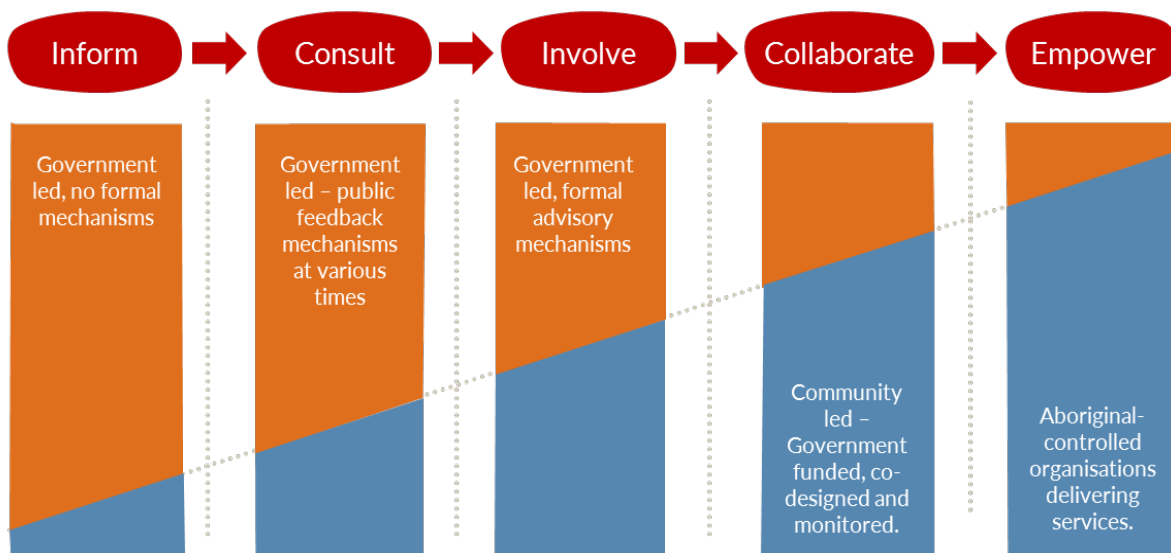 Inform
Consult
Involve
Collaborate
Empower
Government
led, no formal
mechanisms
Government
led – public
feedback
mechanisms
at various
times
Government
led, formal
advisory
mechanisms
Community
led –
Government
funded, co-
designed and
monitored.
Aboriginal-
controlled
organisations
delivering
services.